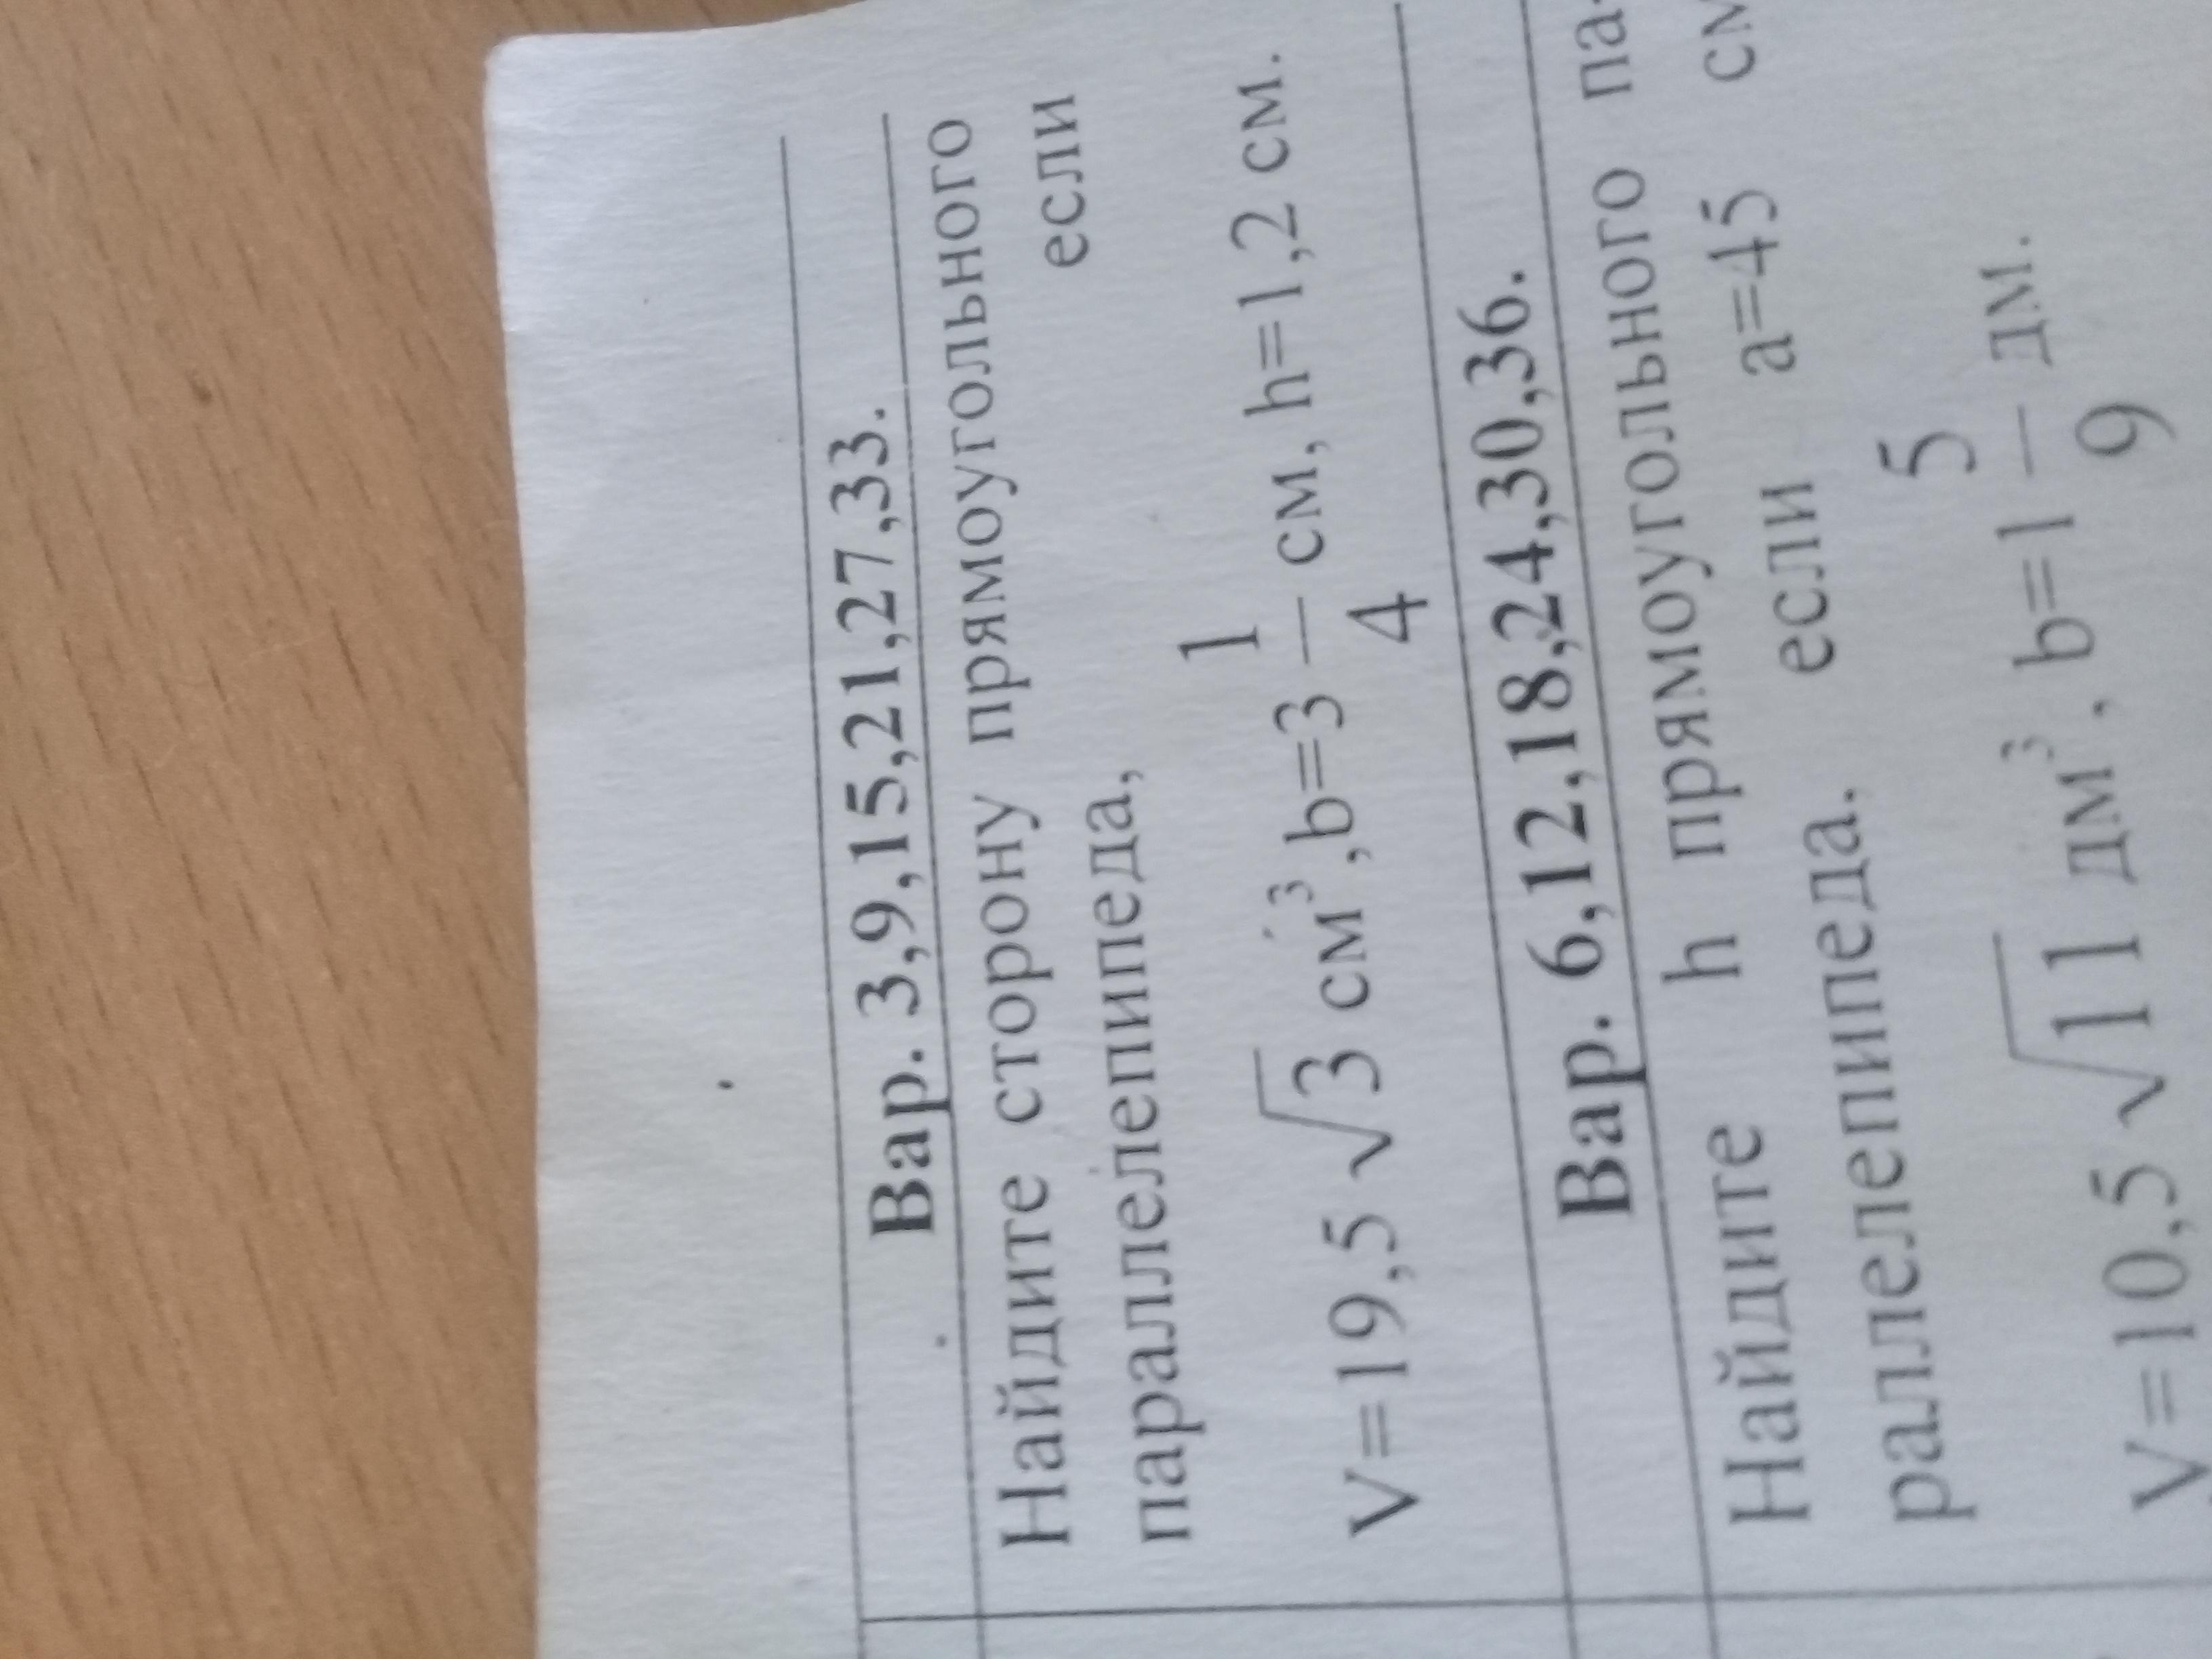 Вар. 3,9,15,21,27,33.
Найдите сторону прямоугольного
параллелепипеда, если
V=19,5√3 см³,b=3 1/4 см, h=1,2 см.
Вар. 6,12,18,24,30,36.
Найдите h прямоугольного па-
раллелепипеда, если a=45 см
V=10,5√11 дм³, b=1 5/9 дм.